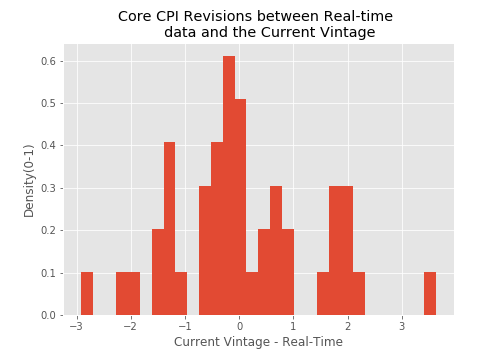 Core CPI Revisions between Real-time
data and the Current Vintage
0.6
0.5
0.4
0.3
0.2
0.1
0.0
Density(0-1)
−3 −2 −1 0 1 2 3
Current Vintage - Real-Time